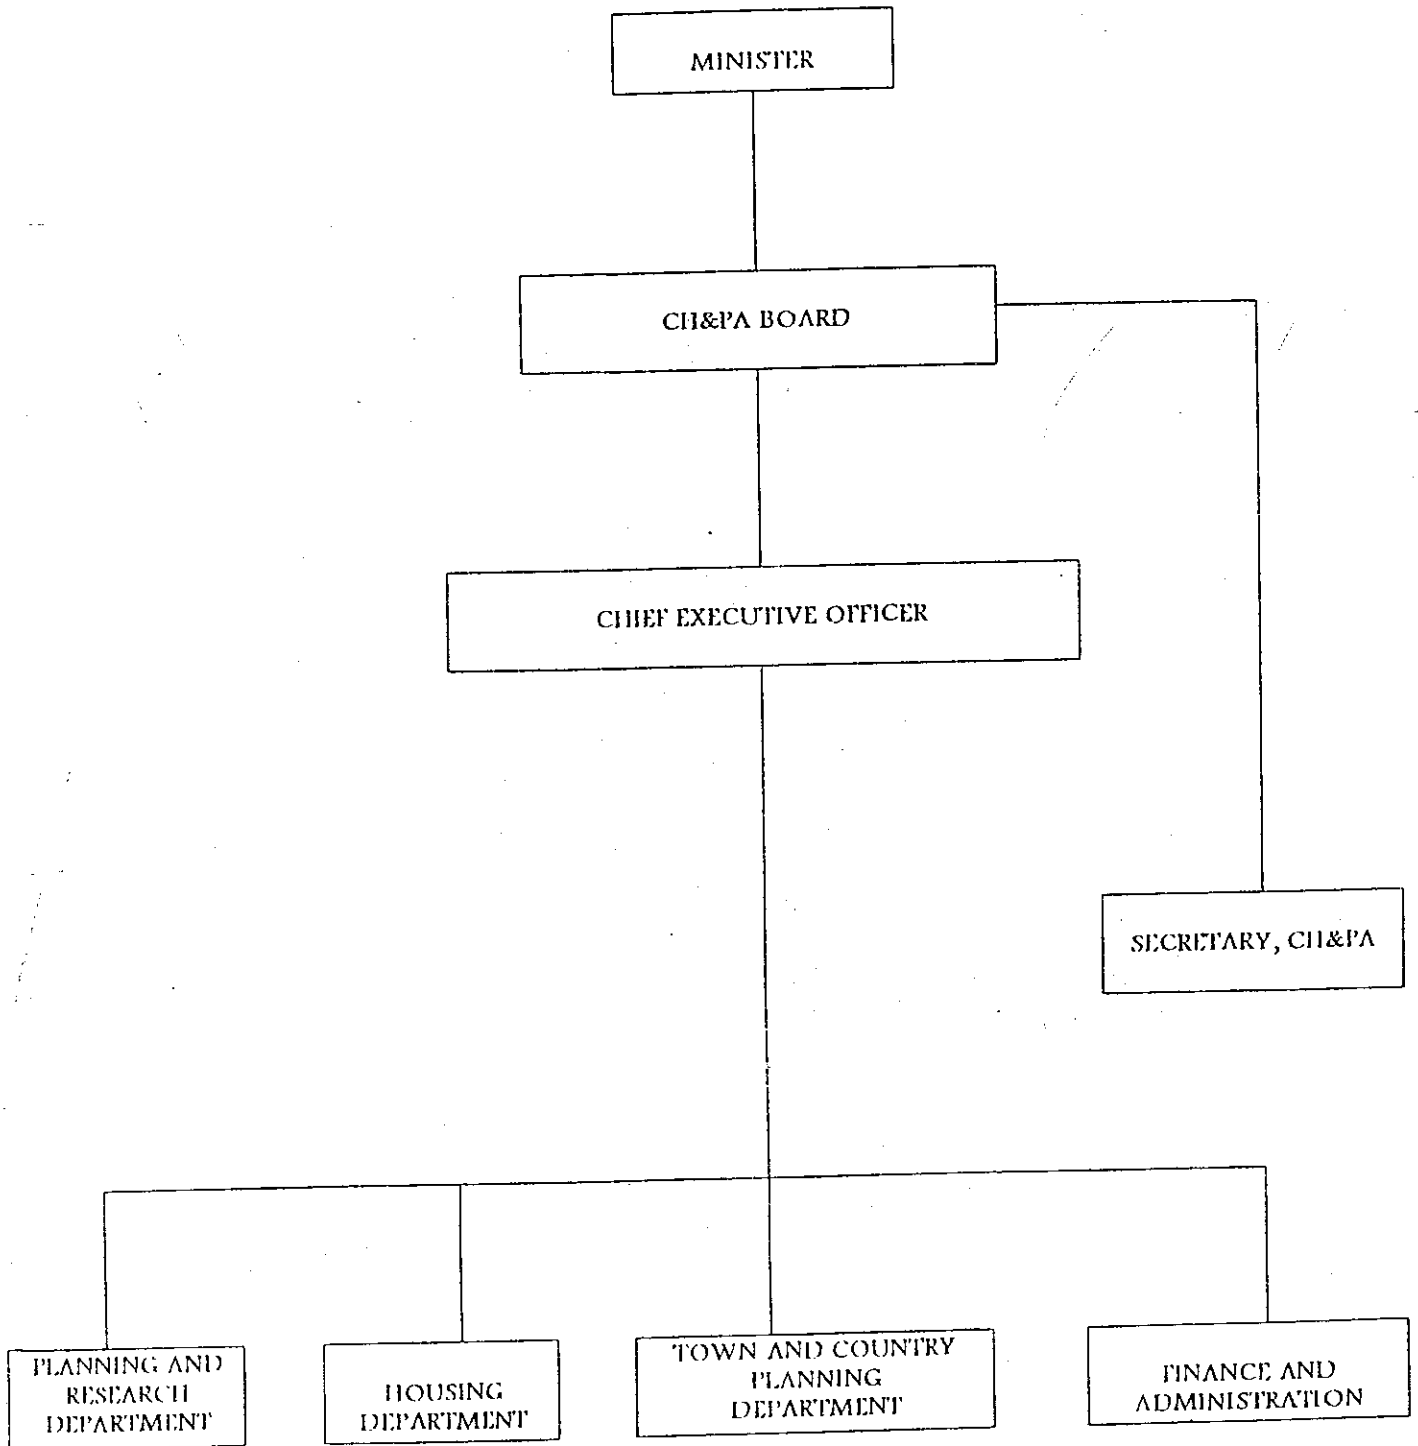 MINISTER
CH&PA BOARD
CHIEF EXECUTIVE OFFICER
SECRETARY, CH&PA
PLANNING AND
RESEARCH
DEPARTMENT
HOUSING
DEPARTMENT
TOWN AND COUNTRY
PLANNING
DEPARTMENT
FINANCE AND
ADMINISTRATION